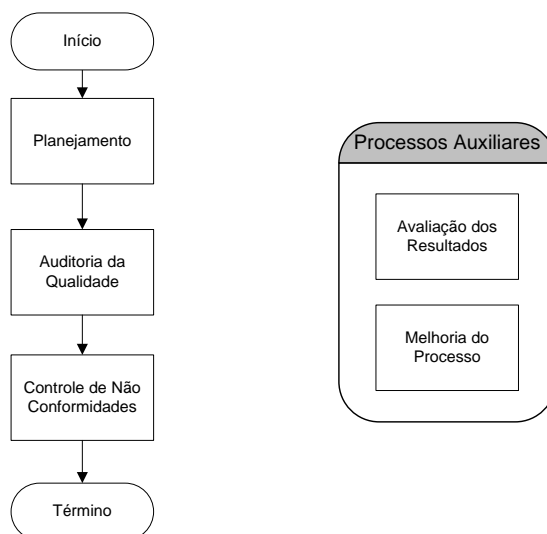 Início
Planejamento
Auditoria da
Qualidade
Controle de Não
Conformidades
Término
Processos Auxiliares
Avaliação dos
Resultados
Melhoria do
Processo